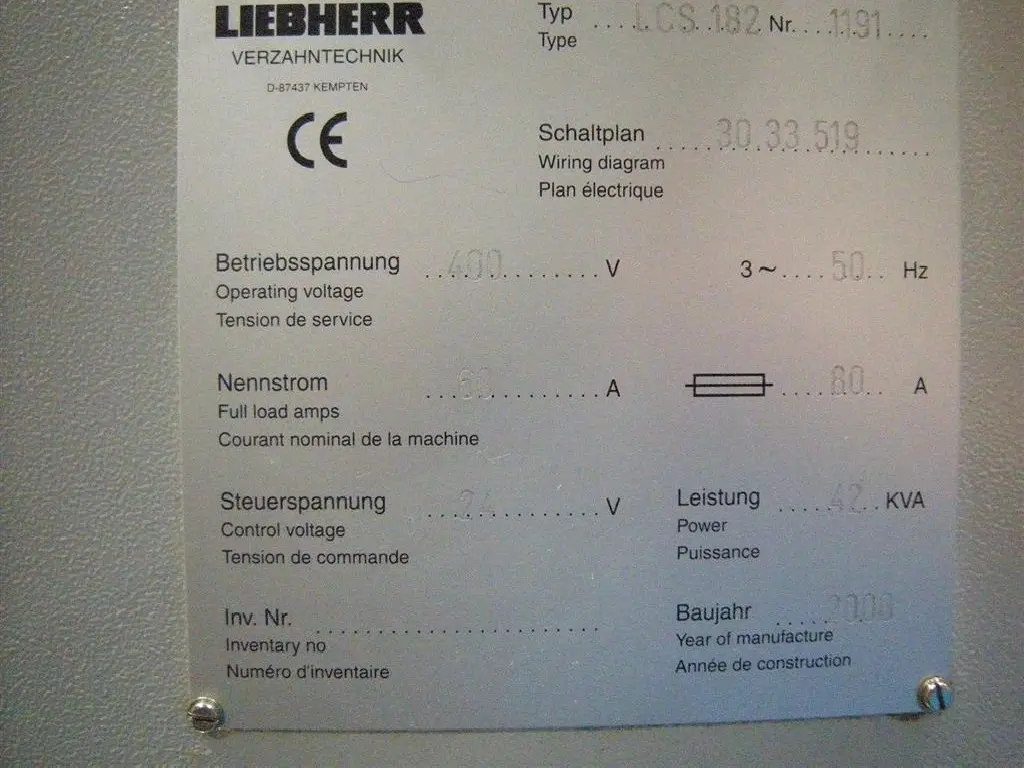 LIEBHERR
VERZAHNTECHNIK
D-87437 KEMPTEN
CE
Typ LCS 182 Nr. 1191
Type
Schaltplan 30.33.519
Wiring diagram
Plan électrique
Betriebsspannung 400 V 3~ 50 Hz
Operating voltage
Tension de service
Nennstrom 60 A 80 A
Full load amps
Courant nominal de la machine
Steuerspannung 24 V Leistung 42 KVA
Control voltage Power
Tension de commande Puissance
Inv. Nr. Baujahr 2000
Inventary no Year of manufacture
Numéro d'inventaire Année de construction